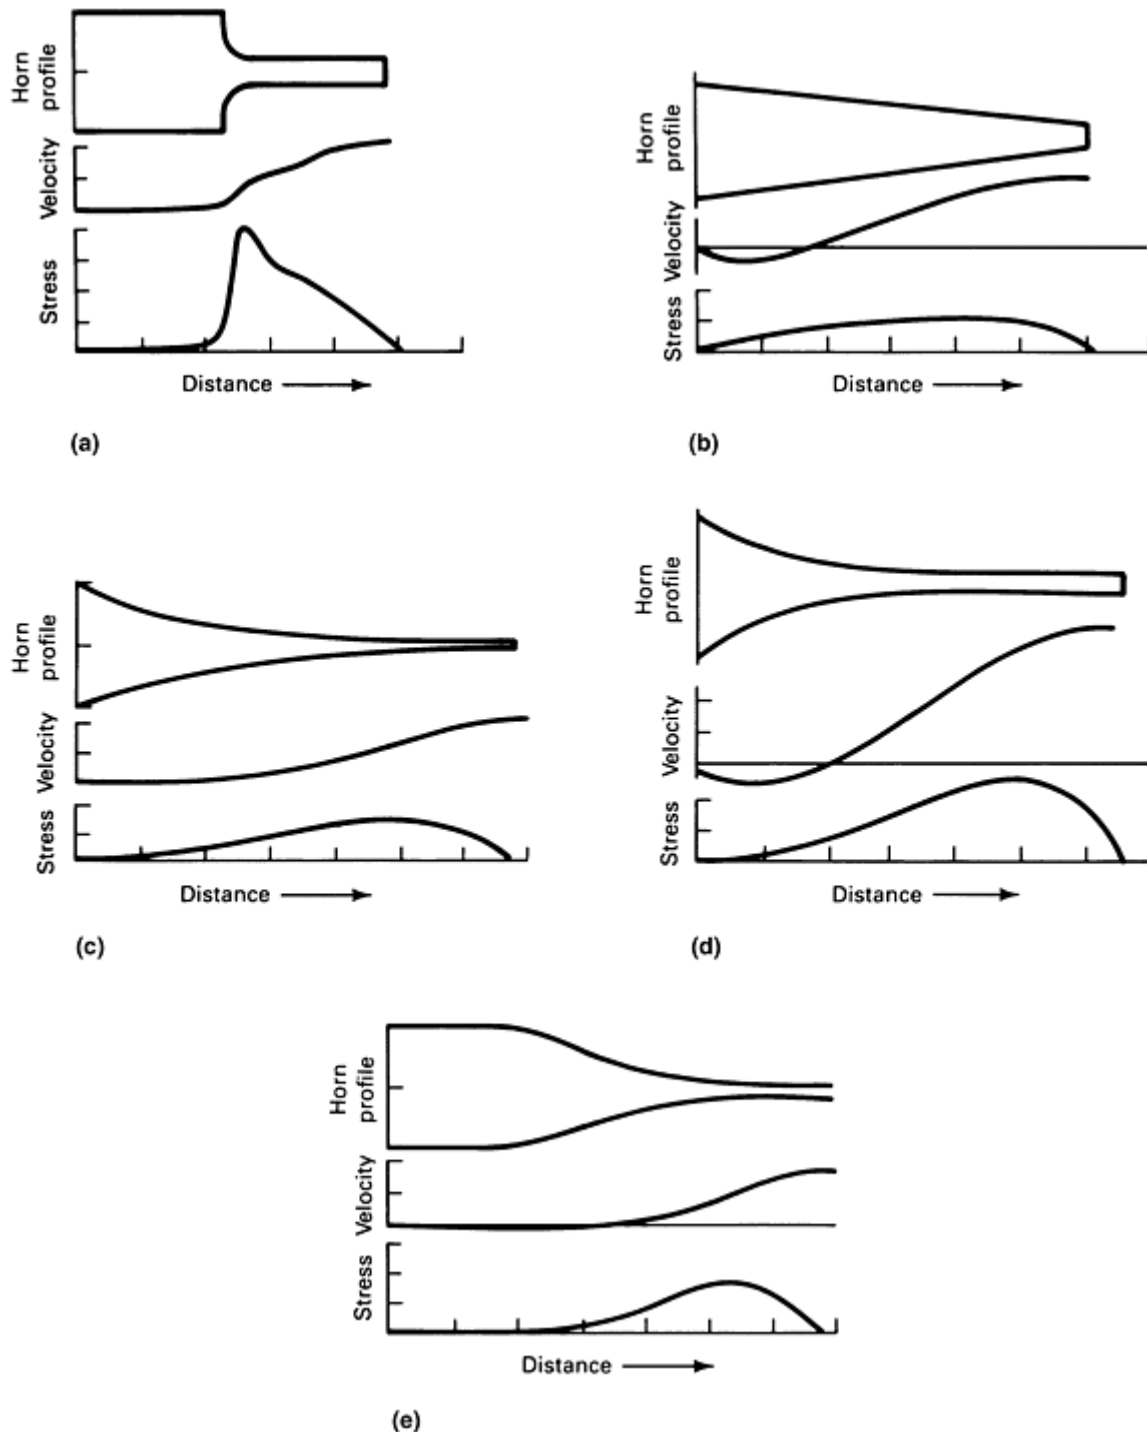 Horn
profile
Velocity
Stress
Distance
(a)
Horn
profile
Velocity
Stress
Distance
(b)
Horn
profile
Velocity
Stress
Distance
(c)
Horn
profile
Velocity
Stress
Distance
(d)
Horn
profile
Velocity
Stress
Distance
(e)